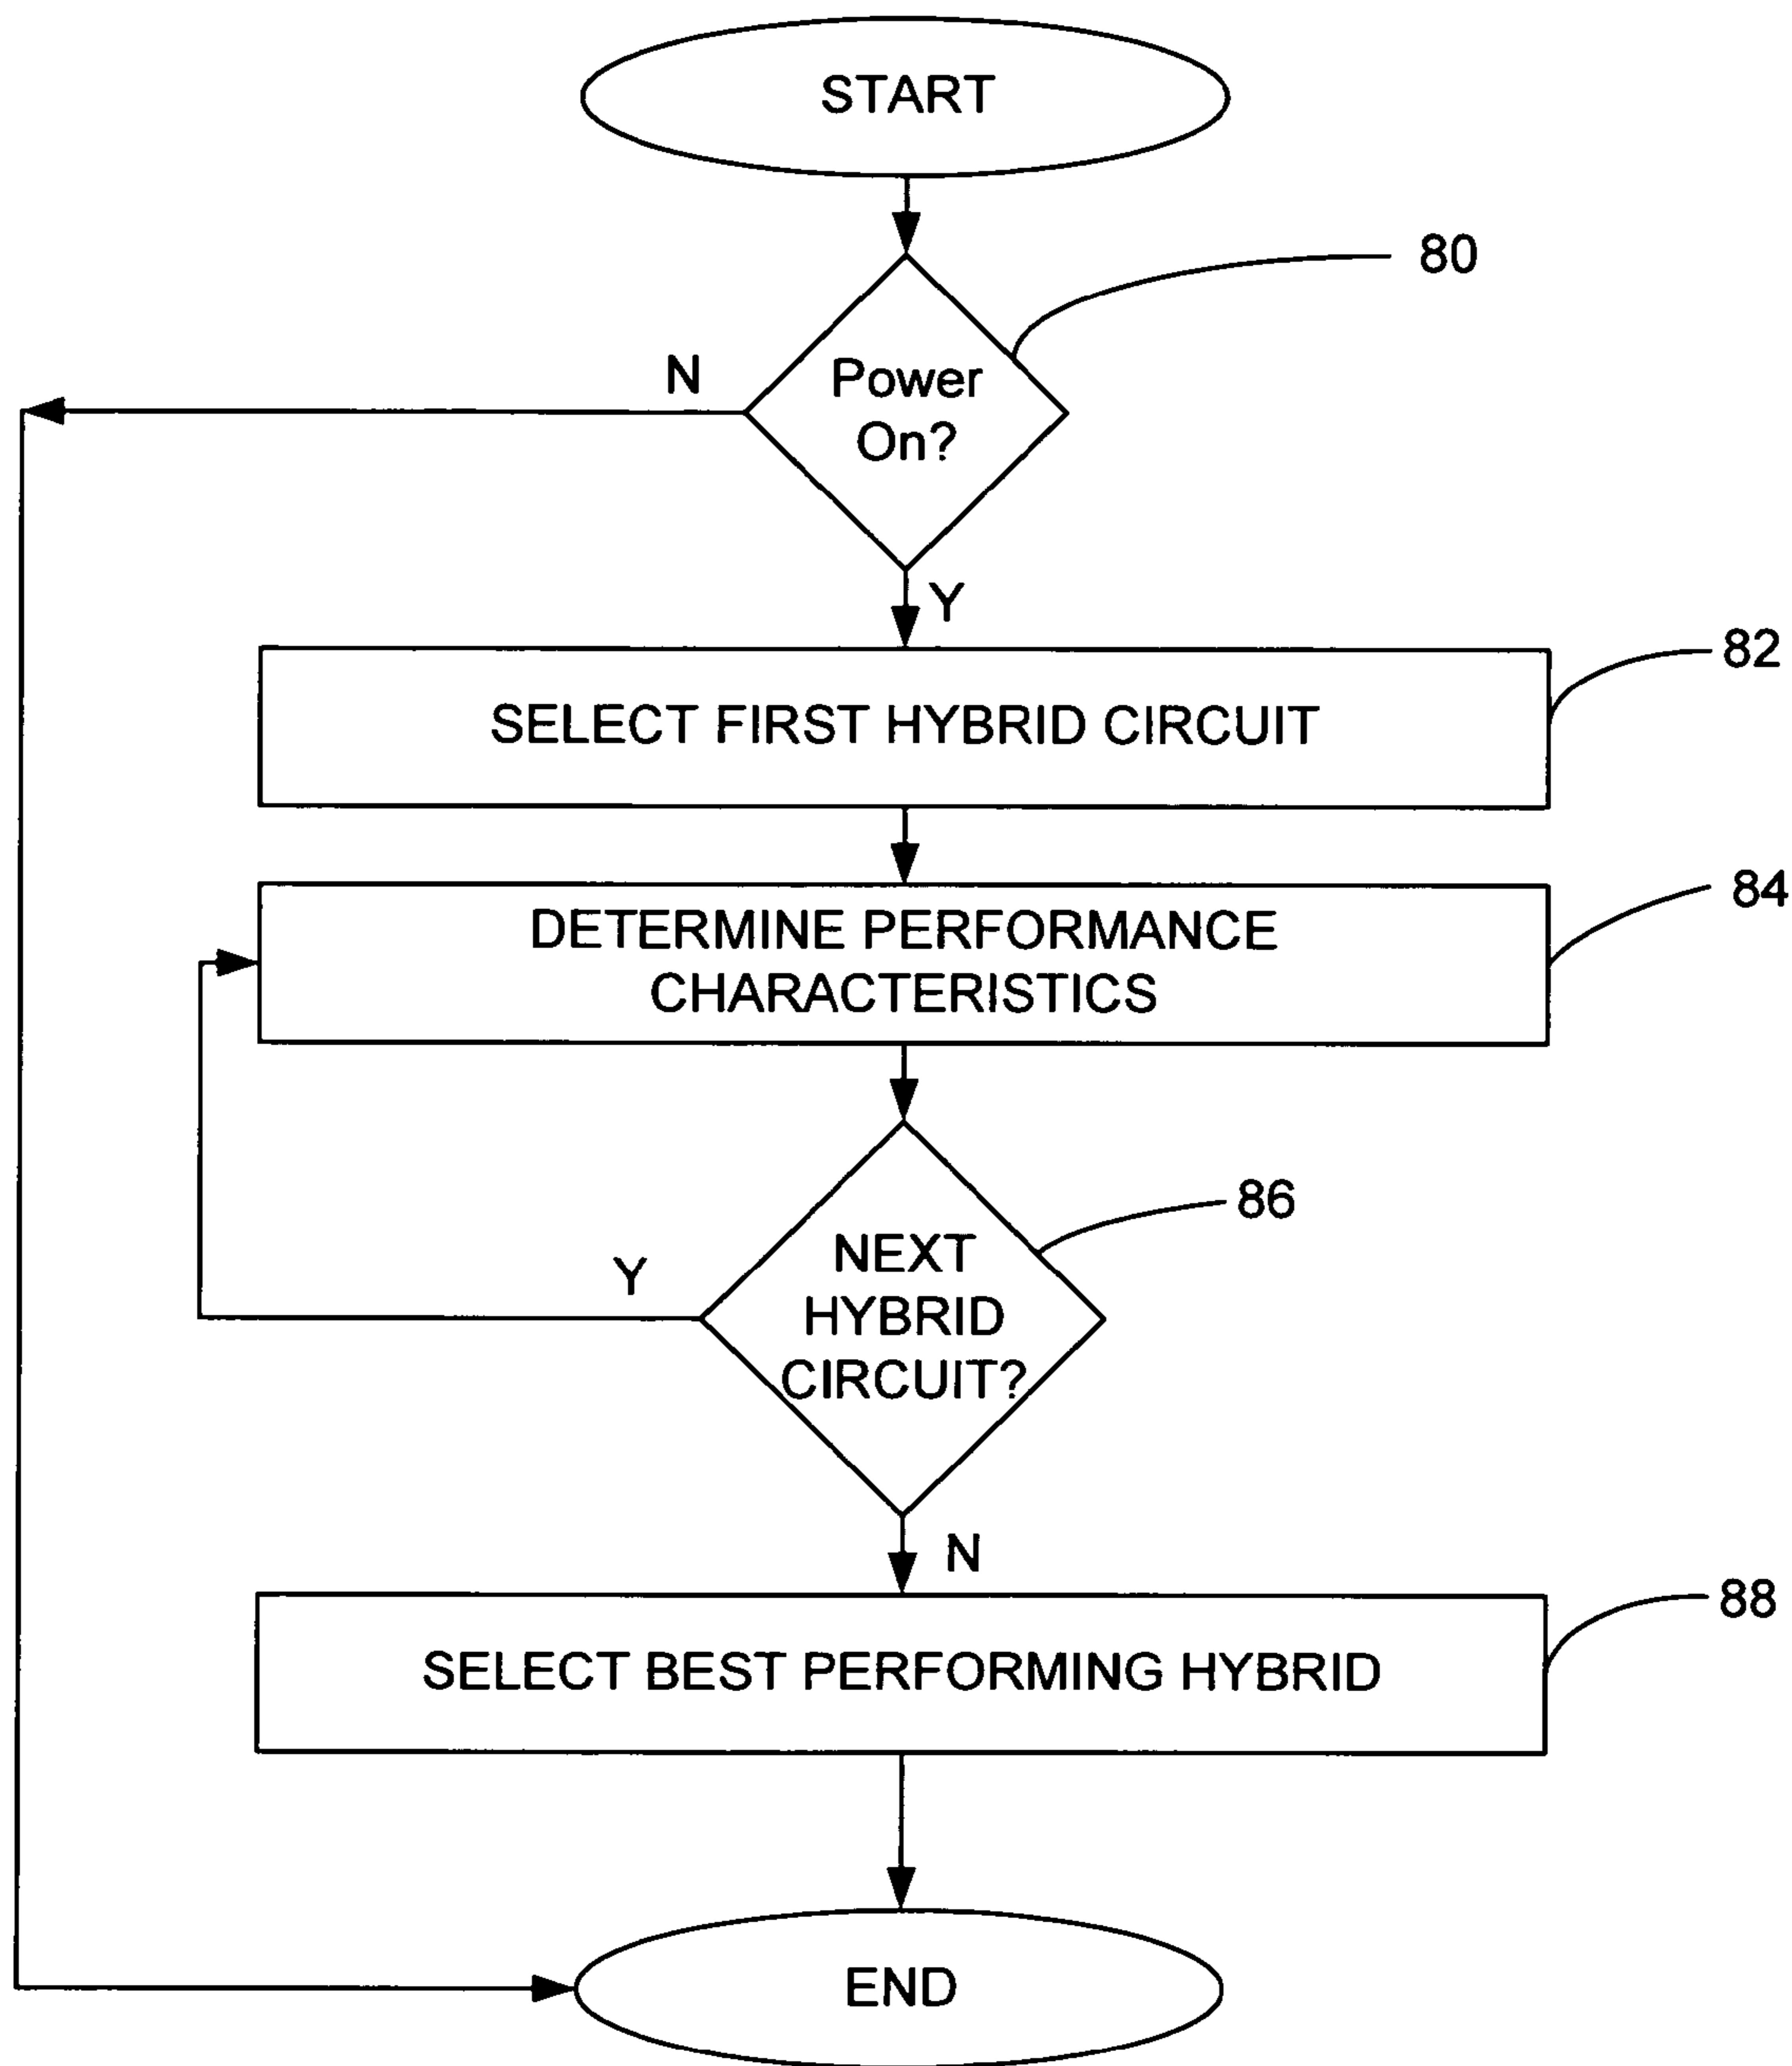 START
80
N
Power
On?
Y
82
SELECT FIRST HYBRID CIRCUIT
84
DETERMINE PERFORMANCE
CHARACTERISTICS
86
NEXT
Y
HYBRID
CIRCUIT?
N
88
SELECT BEST PERFORMING HYBRID
END